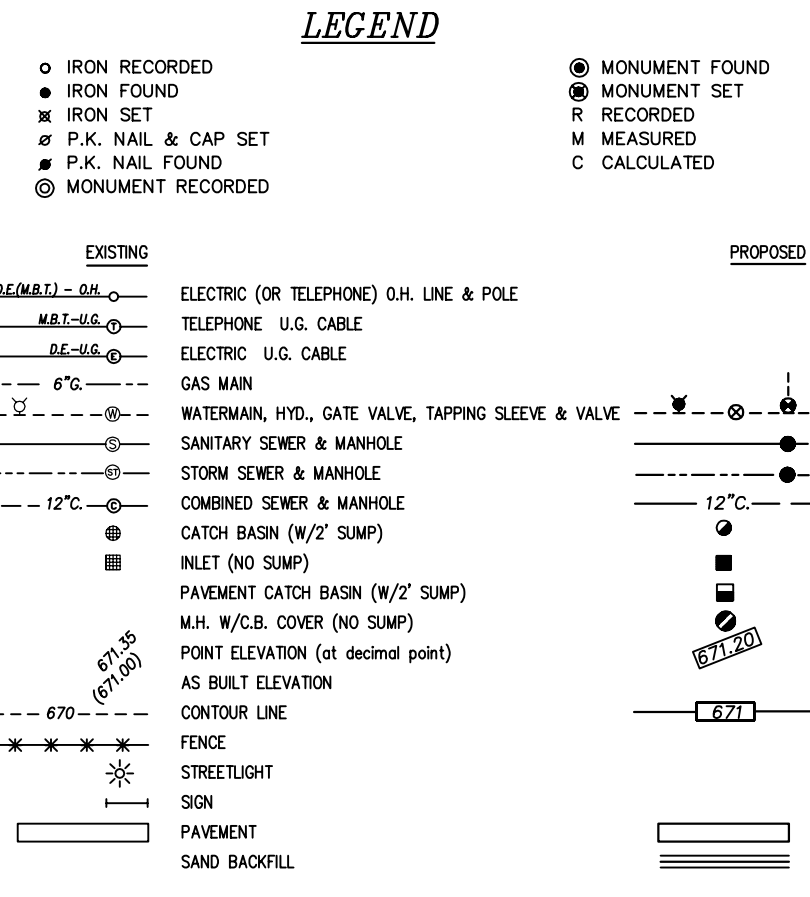 LEGEND
IRON RECORDED
IRON FOUND
IRON SET
P.K. NAIL & CAP SET
P.K. NAIL FOUND
MONUMENT RECORDED
MONUMENT FOUND
MONUMENT SET
R RECORDED
M MEASURED
C CALCULATED
EXISTING PROPOSED
D.E.(M.B.T.) - O.H. ELECTRIC (OR TELEPHONE) O.H. LINE & POLE
M.B.T.-U.G. T TELEPHONE U.G. CABLE
D.E.-U.G. E ELECTRIC U.G. CABLE
6"G. GAS MAIN
W WATERMAIN, HYD., GATE VALVE, TAPPING SLEEVE & VALVE
S SANITARY SEWER & MANHOLE
ST STORM SEWER & MANHOLE
12"C. C COMBINED SEWER & MANHOLE 12"C.
CATCH BASIN (W/2' SUMP)
INLET (NO SUMP)
PAVEMENT CATCH BASIN (W/2' SUMP)
M.H. W/C.B. COVER (NO SUMP)
671.35 POINT ELEVATION (at decimal point) 671.20
(671.00) AS BUILT ELEVATION
670 CONTOUR LINE 671
FENCE
STREETLIGHT
SIGN
PAVEMENT
SAND BACKFILL